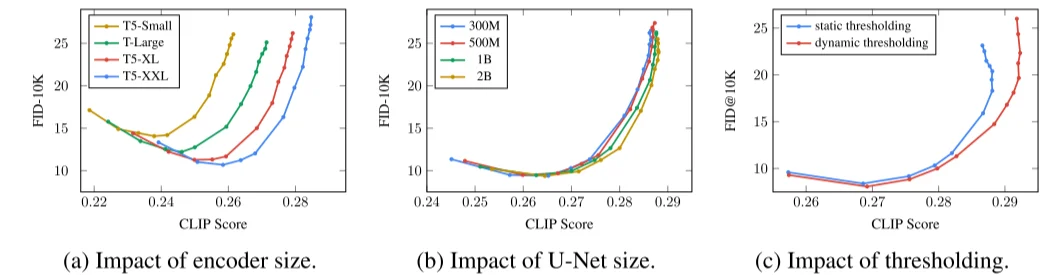 T5-Small
T-Large
T5-XL
T5-XXL
25
20
15
10
FID-10K
0.22 0.24 0.26 0.28
CLIP Score
(a) Impact of encoder size.
300M
500M
1B
2B
25
20
15
10
FID-10K
0.24 0.25 0.26 0.27 0.28 0.29
CLIP Score
(b) Impact of U-Net size.
static thresholding
dynamic thresholding
25
20
15
10
FID@10K
0.26 0.27 0.28 0.29
CLIP Score
(c) Impact of thresholding.